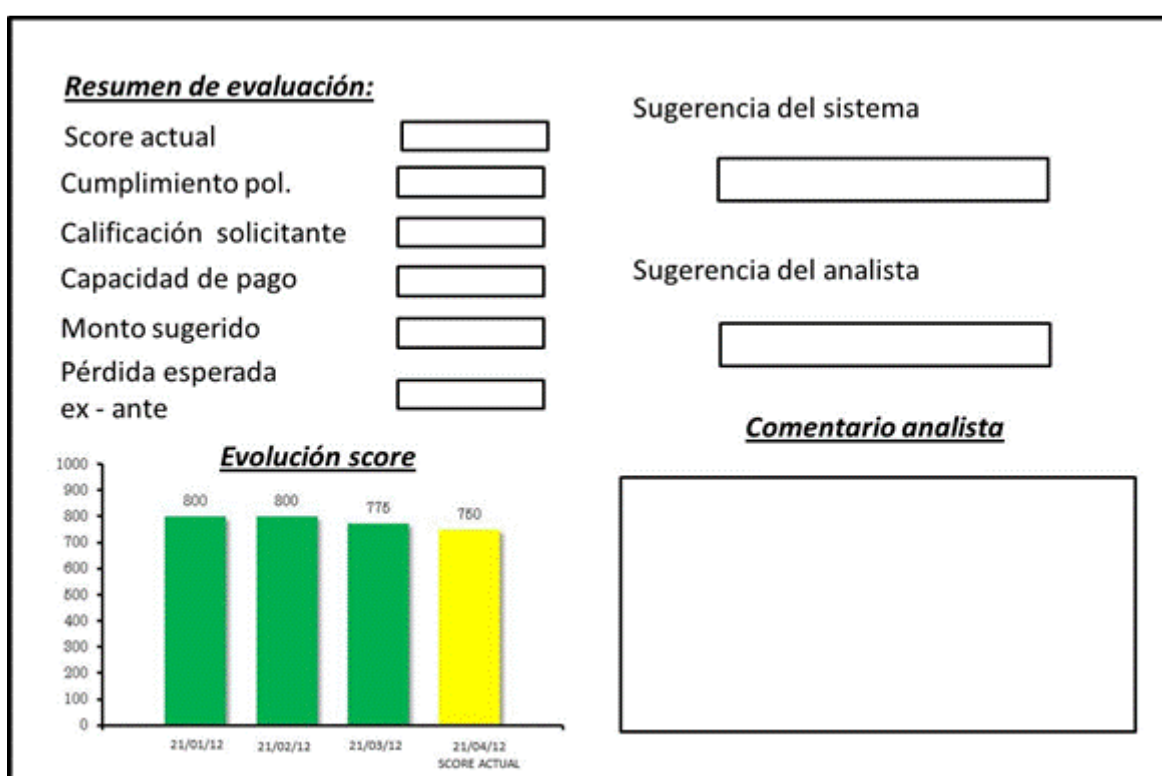 Resumen de evaluación:
Score actual
Cumplimiento pol.
Calificación solicitante
Capacidad de pago
Monto sugerido
Pérdida esperada
ex - ante
Sugerencia del sistema
Sugerencia del analista
Evolución score
1000
900
800
700
600
500
400
300
200
100
0
800
800
775
750
21/01/12
21/02/12
21/03/12
21/04/12
SCORE ACTUAL
Comentario analista